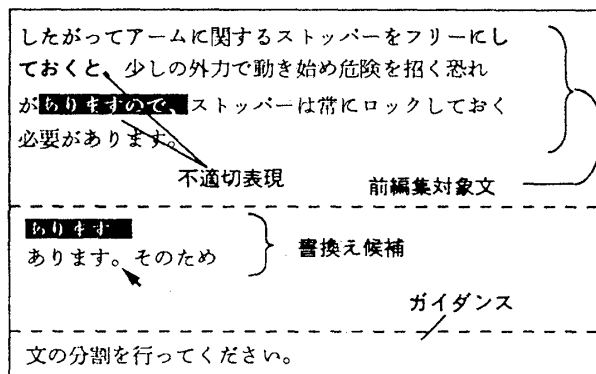 したがってアームに関するストッパーをフリーにし
ておくと、少しの外力で動き始め危険を招く恐れ
がありますので、ストッパーは常にロックしておく
必要があります。
不適切表現
前編集対象文
あります
あります。そのため
書換え候補
ガイダンス
文の分割を行ってください。